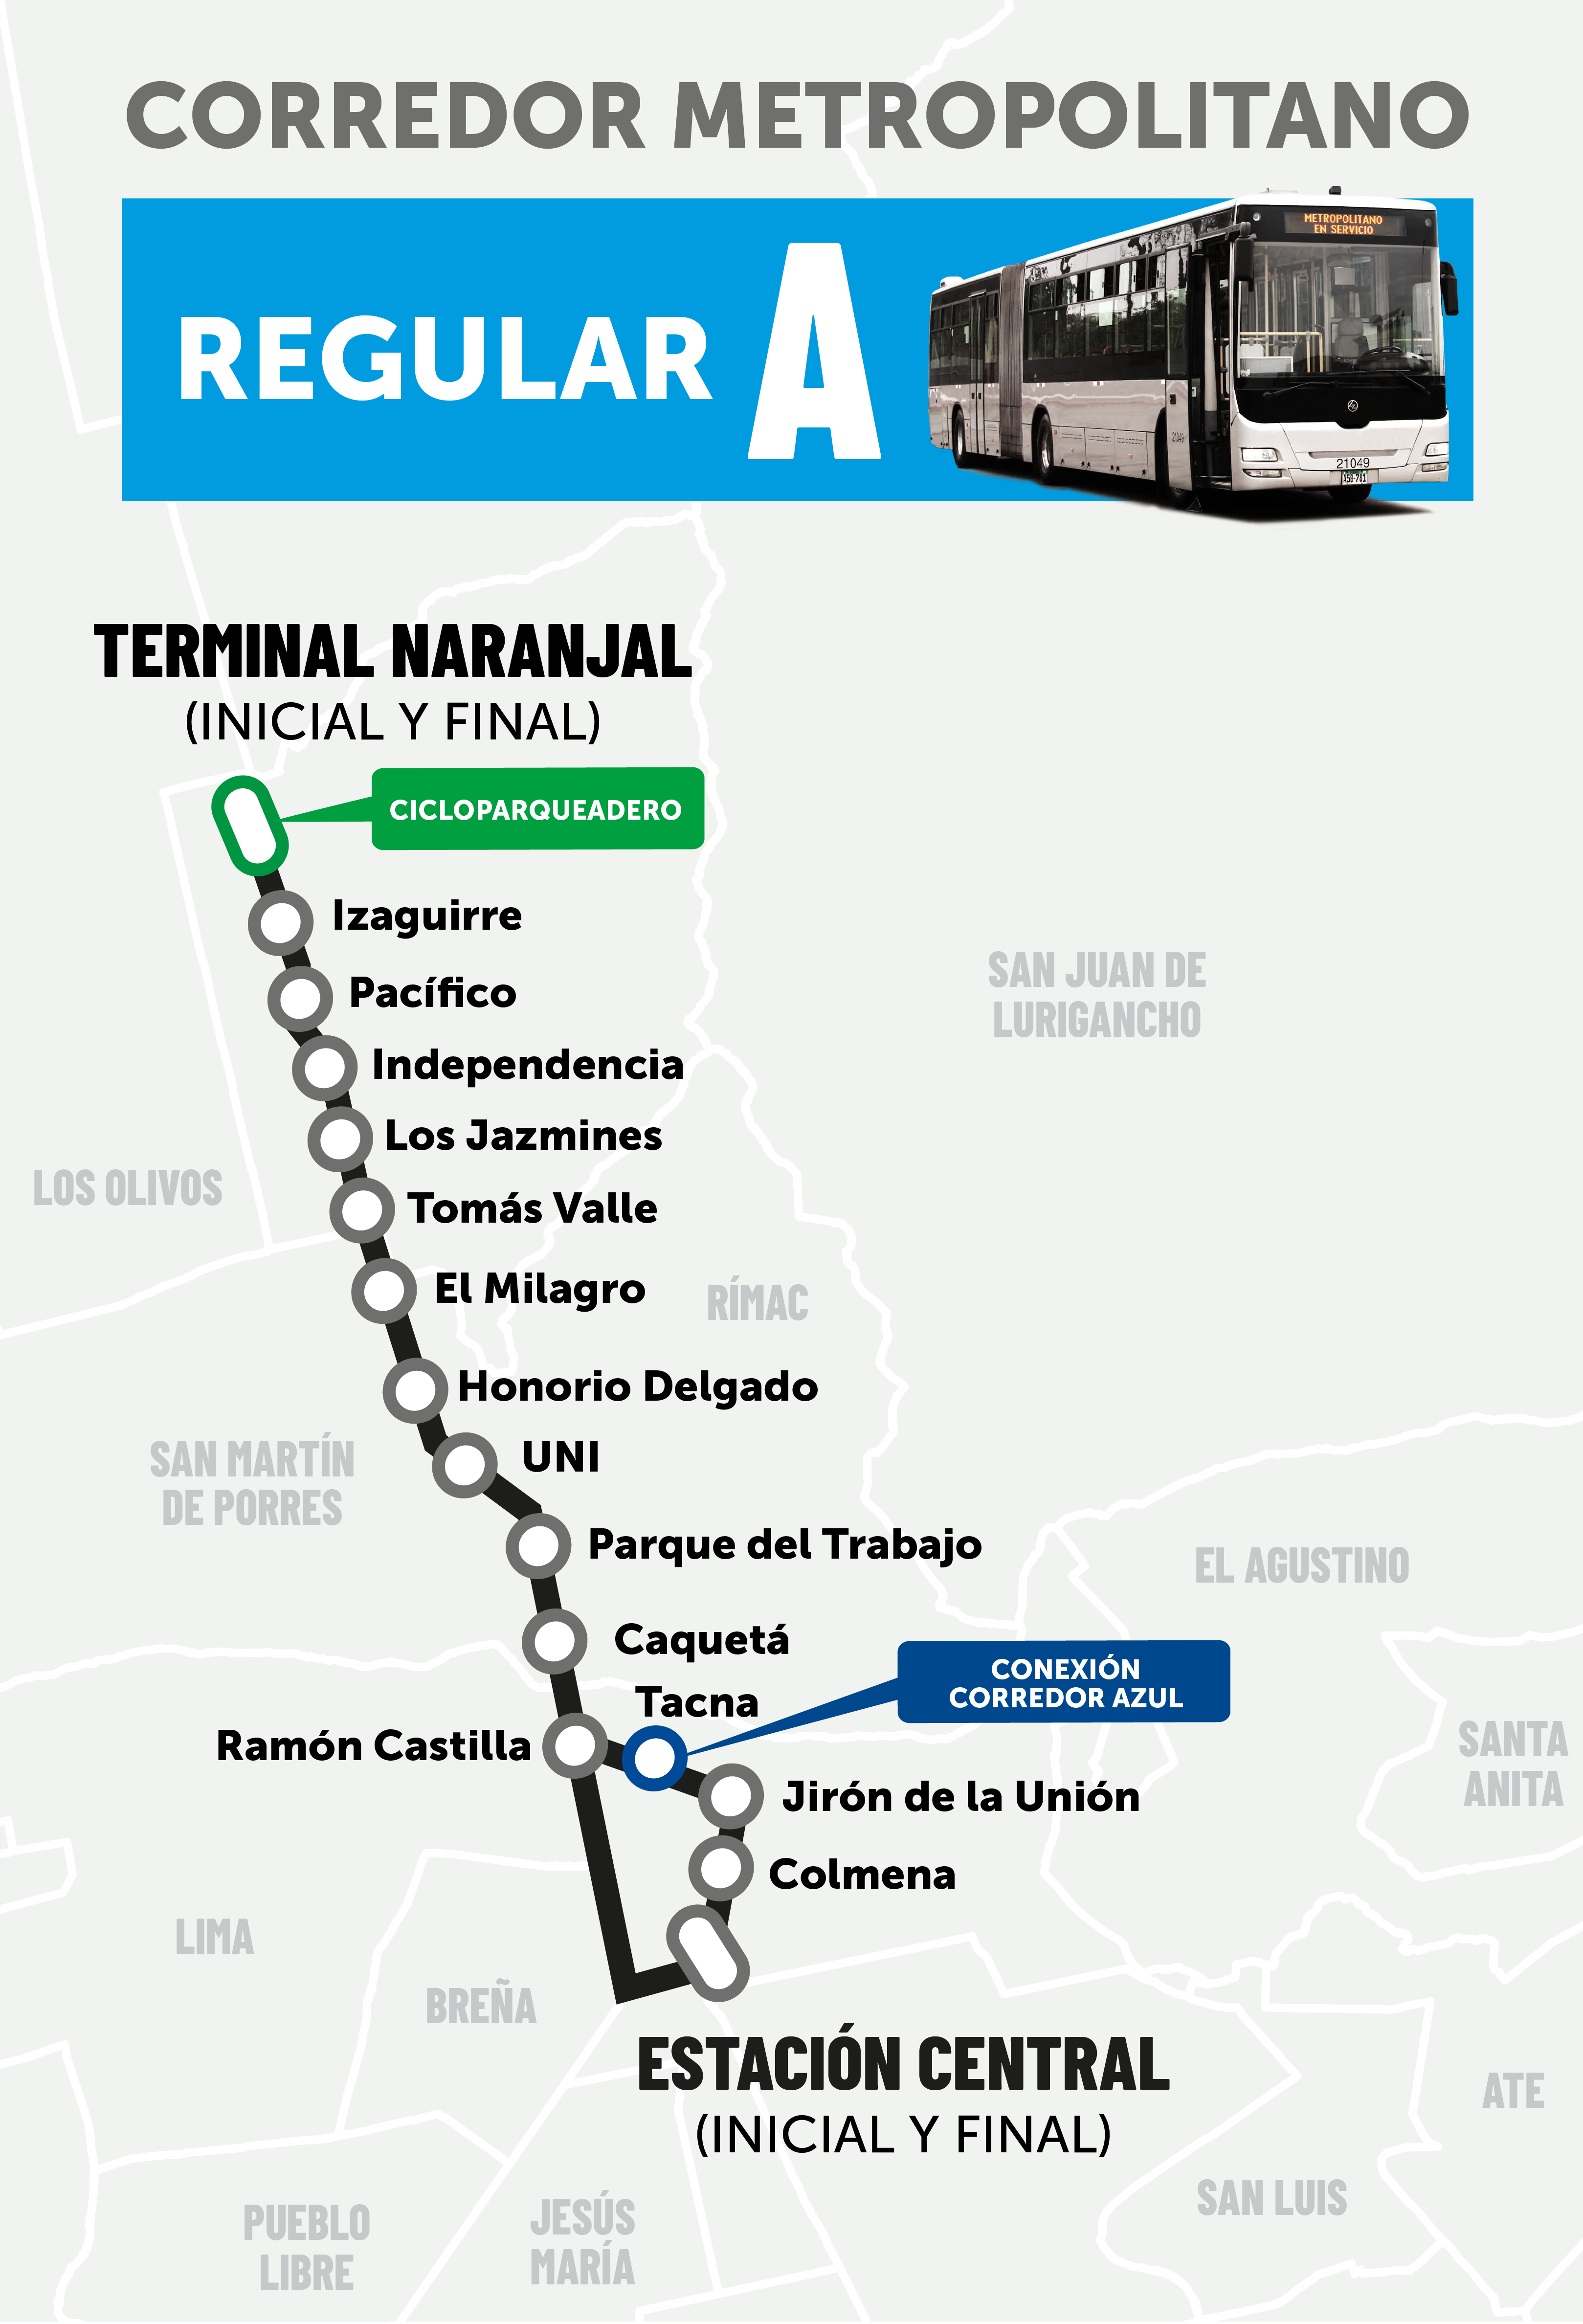 CORREDOR METROPOLITANO
REGULAR A
METROPOLITANO
EN SERVICIO
21049
TERMINAL NARANJAL
(INICIAL Y FINAL)
CICLOPARQUEADERO
Izaguirre
Pacífico
SAN JUAN DE
LURIGANCHO
Independencia
Los Jazmines
LOS OLIVOS
Tomás Valle
El Milagro
RÍMAC
Honorio Delgado
SAN MARTÍN
DE PORRES
UNI
Parque del Trabajo
EL AGUSTINO
Caquetá
CONEXIÓN
CORREDOR AZUL
Tacna
Ramón Castilla
SANTA
ANITA
Jirón de la Unión
Colmena
LIMA
BREÑA
ESTACIÓN CENTRAL
(INICIAL Y FINAL)
ATE
SAN LUIS
PUEBLO
LIBRE
JESÚS
MARÍA